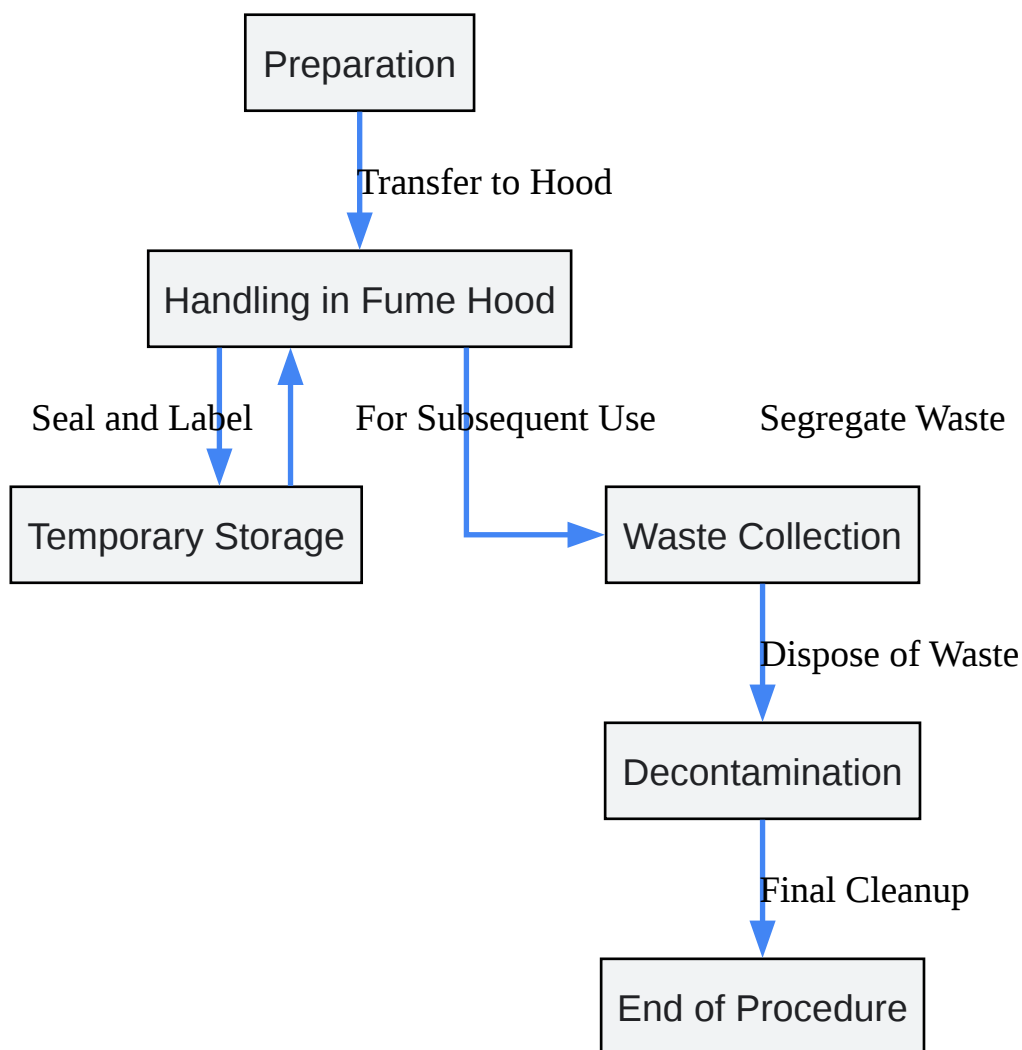 Preparation
Transfer to Hood
Handling in Fume Hood
Seal and Label
For Subsequent Use
Segregate Waste
Temporary Storage
Waste Collection
Dispose of Waste
Decontamination
Final Cleanup
End of Procedure